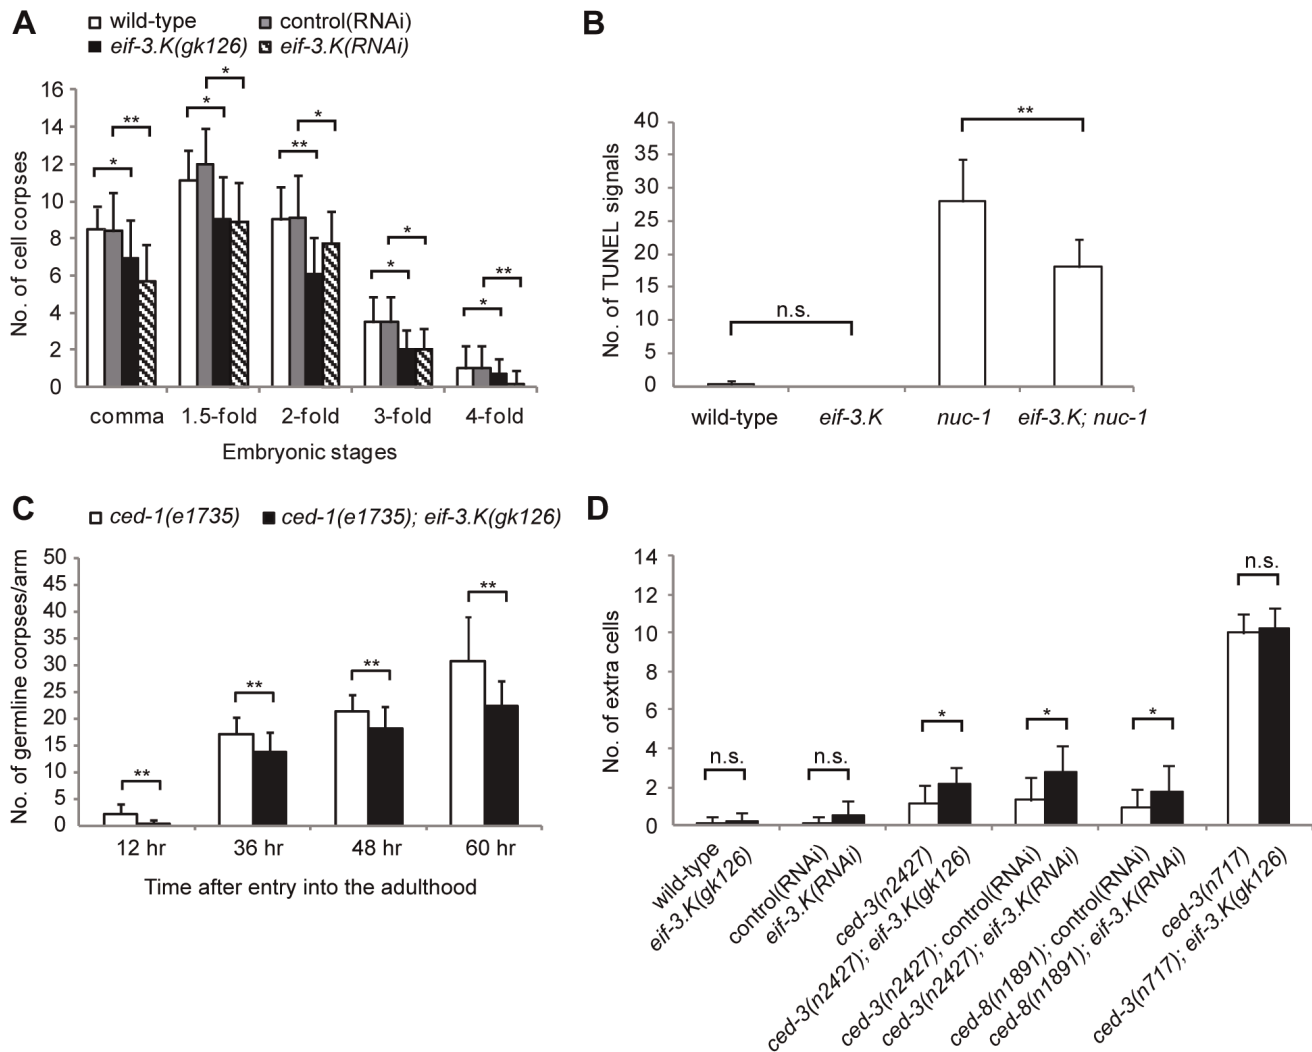 A
wild-type control(RNAi)
eif-3.K(gk126) eif-3.K(RNAi)
No. of cell corpses
16
14
12
10
8
6
4
2
0
* ** * * ** * * * * **
comma 1.5-fold 2-fold 3-fold 4-fold
Embryonic stages
B
No. of TUNEL signals
40
35
30
25
20
15
10
5
0
n.s. **
wild-type eif-3.K nuc-1 eif-3.K; nuc-1
C
ced-1(e1735) ced-1(e1735); eif-3.K(gk126)
No. of germline corpses/arm
50
45
40
35
30
25
20
15
10
5
0
** ** ** **
12 hr 36 hr 48 hr 60 hr
Time after entry into the adulthood
D
No. of extra cells
14
12
10
8
6
4
2
0
n.s. n.s. * * * n.s.
wild-type
eif-3.K(gk126)
control(RNAi)
eif-3.K(RNAi)
ced-3(n2427)
ced-3(n2427); eif-3.K(gk126)
ced-3(n2427); control(RNAi)
ced-3(n2427); eif-3.K(RNAi)
ced-8(n1891); control(RNAi)
ced-8(n1891); eif-3.K(RNAi)
ced-3(n717)
ced-3(n717); eif-3.K(gk126)